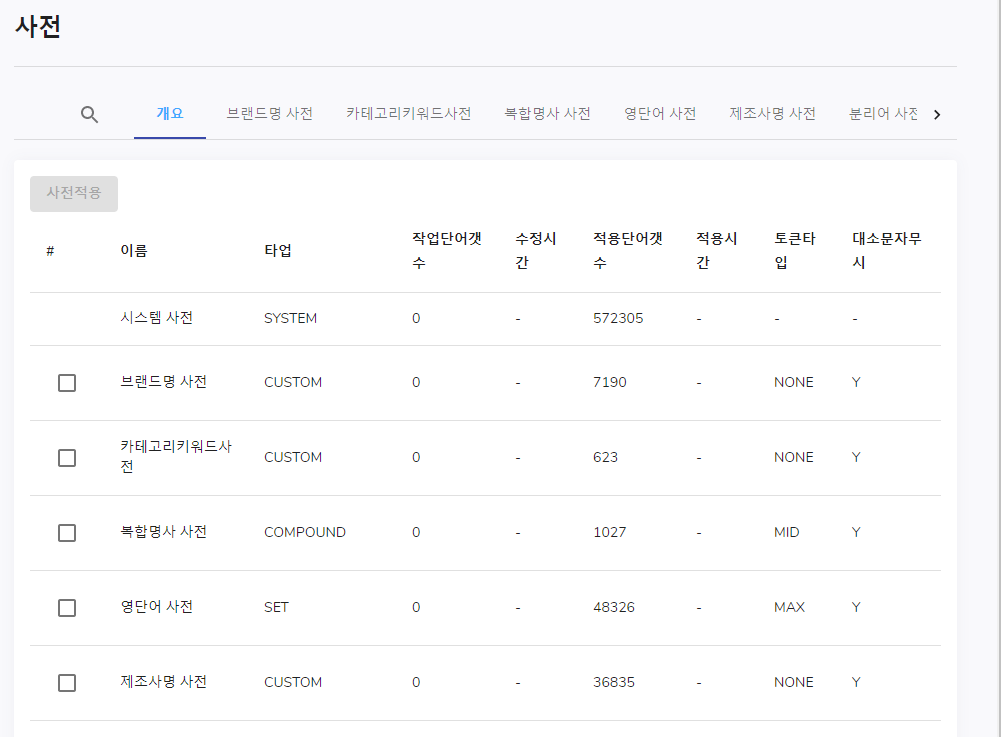 사전
개요 브랜드명 사전 카테고리키워드사전 복합명사 사전 영단어 사전 제조사명 사전 분리어 사전
사전적용
# 이름 타업 작업단어갯수 수정시간 적용단어갯수 적용시간 토큰타입 대소문자무시
시스템 사전 SYSTEM 0 - 572305 - - -
브랜드명 사전 CUSTOM 0 - 7190 - NONE Y
카테고리키워드사전 CUSTOM 0 - 623 - NONE Y
복합명사 사전 COMPOUND 0 - 1027 - MID Y
영단어 사전 SET 0 - 48326 - MAX Y
제조사명 사전 CUSTOM 0 - 36835 - NONE Y